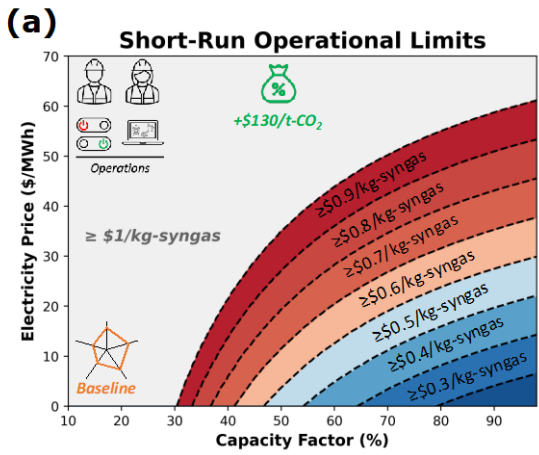 (a)
Short-Run Operational Limits
Electricity Price ($/MWh)
70
60
50
40
30
20
10
0
Operations
%
+$130/t-CO₂
≥ $1/kg-syngas
≥$0.9/kg-syngas
≥$0.8/kg-syngas
≥$0.7/kg-syngas
≥$0.6/kg-syngas
≥$0.5/kg-syngas
≥$0.4/kg-syngas
≥$0.3/kg-syngas
Baseline
10 20 30 40 50 60 70 80 90
Capacity Factor (%)